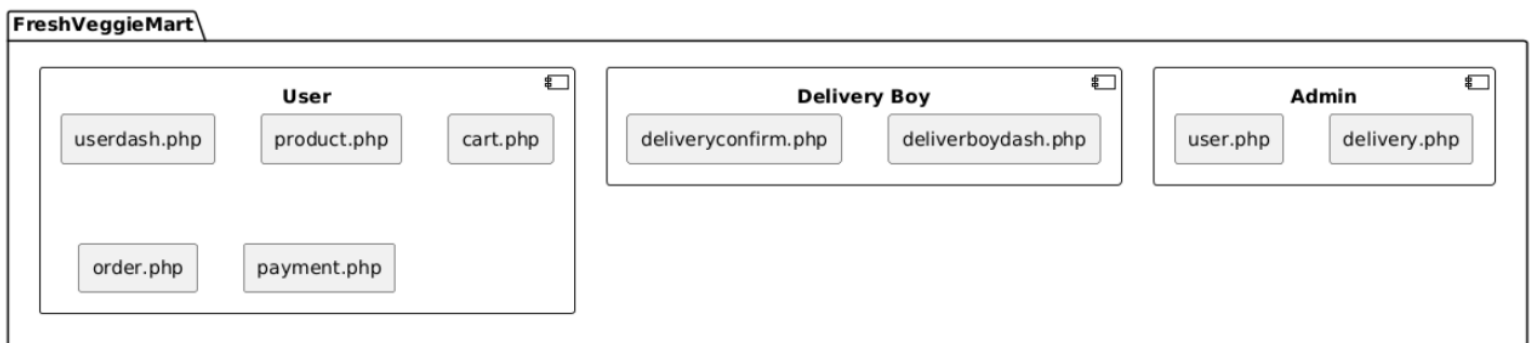 FreshVeggieMart
User
userdash.php
product.php
cart.php
order.php
payment.php
Delivery Boy
deliveryconfirm.php
deliverboydash.php
Admin
user.php
delivery.php